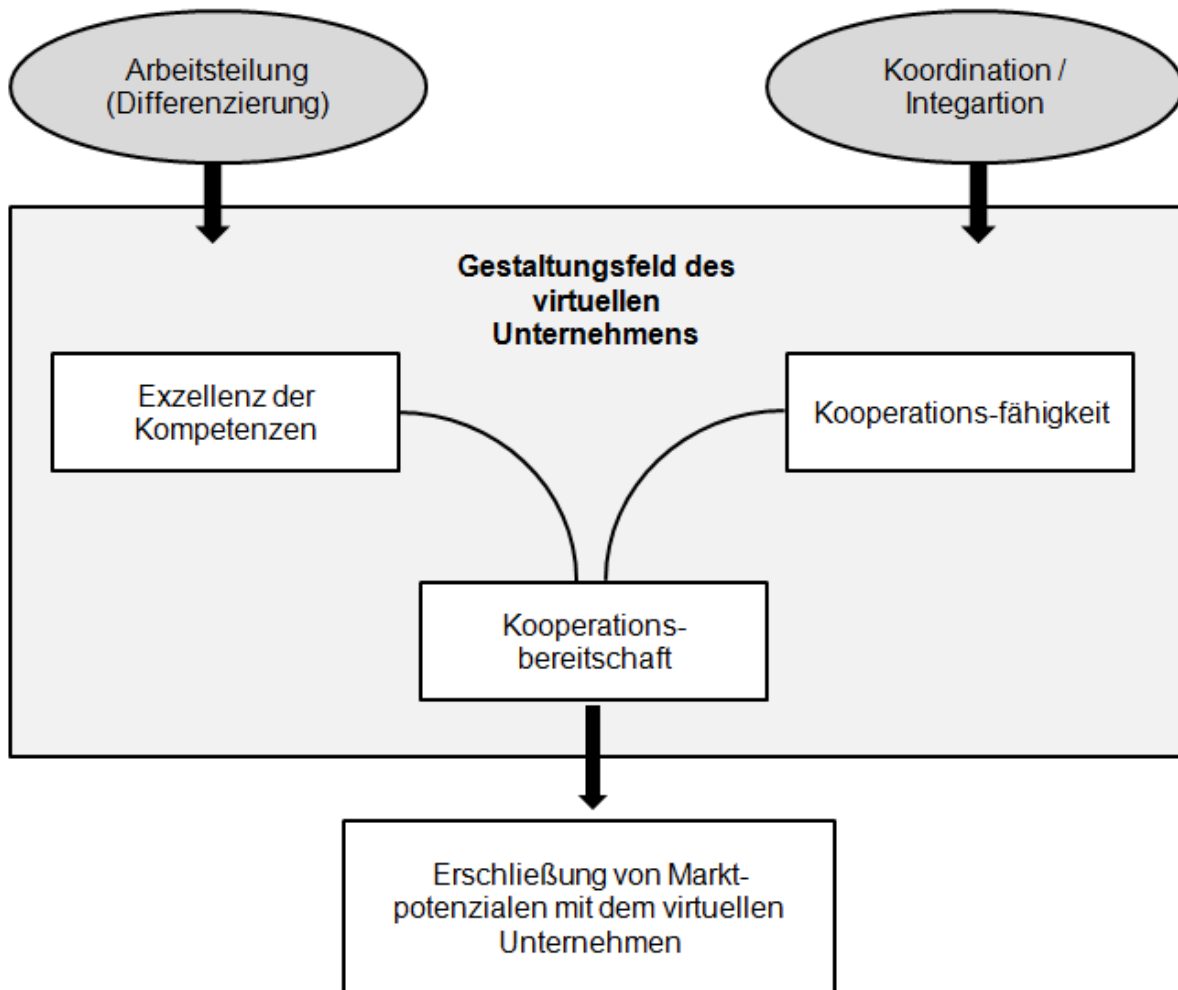 Arbeitsteilung
(Differenzierung)
Koordination /
Integartion
Gestaltungsfeld des
virtuellen
Unternehmens
Exzellenz der
Kompetenzen
Kooperations-fähigkeit
Kooperations-
bereitschaft
Erschließung von Markt-
potenzialen mit dem virtuellen
Unternehmen